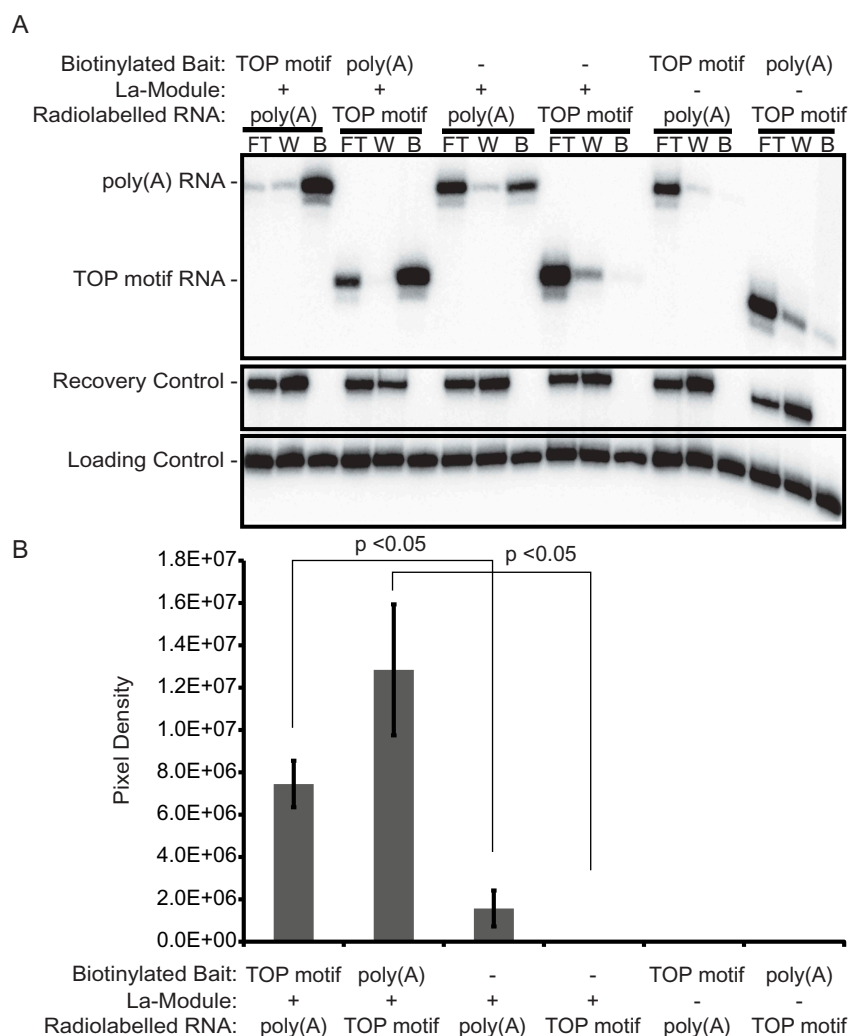 A
Biotinylated Bait: TOP motif poly(A) - - TOP motif poly(A)
La-Module: + + + + - -
Radiolabelled RNA: poly(A) TOP motif poly(A) TOP motif poly(A) TOP motif
FT W B FT W B FT W B FT W B FT W B FT W B
poly(A) RNA -
TOP motif RNA -
Recovery Control -
Loading Control -
B
p <0.05
p <0.05
1.8E+07
1.6E+07
1.4E+07
1.2E+07
1.0E+07
8.0E+06
6.0E+06
4.0E+06
2.0E+06
0.0E+00
Pixel Density
Biotinylated Bait: TOP motif poly(A) - - TOP motif poly(A)
La-Module: + + + + - -
Radiolabelled RNA: poly(A) TOP motif poly(A) TOP motif poly(A) TOP motif